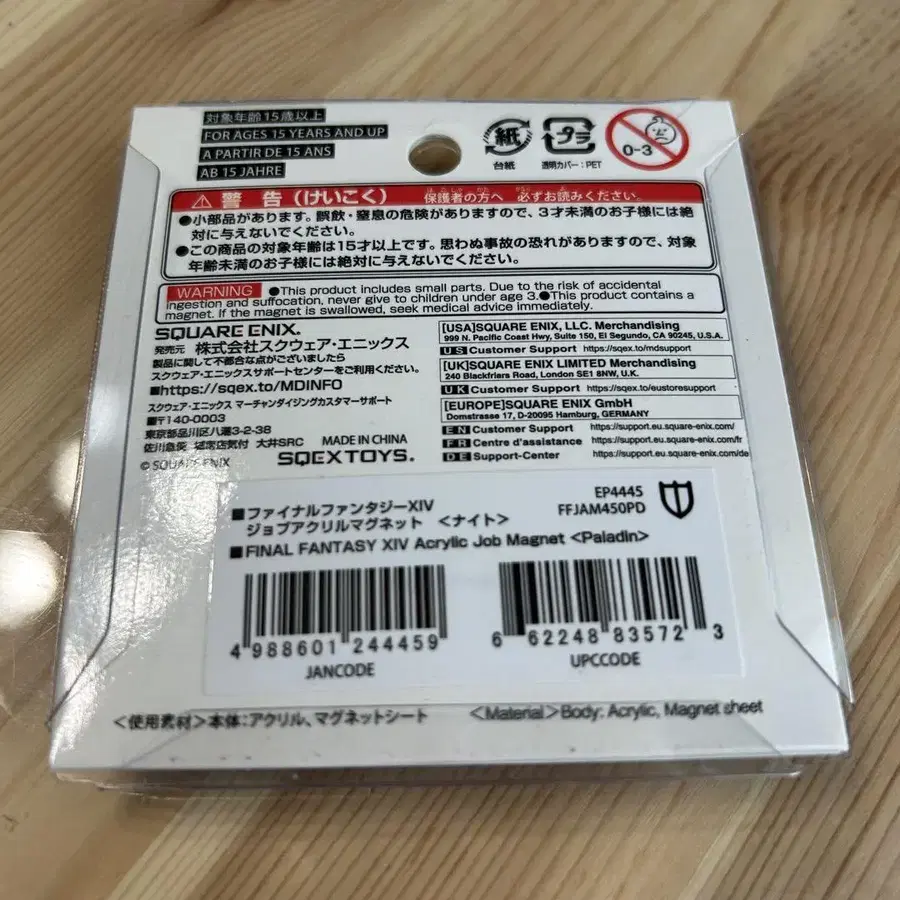 対象年齢15歳以上
FOR AGES 15 YEARS AND UP
A PARTIR DE 15 ANS
AB 15 JAHRE
紙
台紙
プラ
透明カバー：PET
0-3
警告（けいこく） 保護者の方へ 必ずお読みください。
●小部品があります。誤飲・窒息の危険がありますので、3才未満のお子様には絶
対に与えないでください。
●この商品の対象年齢は15才以上です。思わぬ事故の恐れがありますので、対象
年齢未満のお子様には絶対に与えないでください。
WARNING ●This product includes small parts. Due to the risk of accidental
ingestion and suffocation, never give to children under age 3.●This product contains a
magnet. If the magnet is swallowed, seek medical advice immediately.
SQUARE ENIX.
発売元 株式会社スクウェア・エニックス
製品に関して不都合な点がございましたら
スクウェア・エニックスサポートセンターをご利用ください。
■https://sqex.to/MDINFO
スクウェア・エニックス マーチャンダイジングカスタマーサポート
■〒140-0003
東京都品川区八潮3-2-38
佐川急便 堀店気付 大井SRC
© SQUARE ENIX
MADE IN CHINA
SQEXTOYS.
[USA]SQUARE ENIX, LLC. Merchandising
999 N. Pacific Coast Hwy, Suite 150, El Segundo, CA 90245, U.S.A.
US Customer Support https://sqex.to/mdsupport
[UK]SQUARE ENIX LIMITED Merchandising
240 Blackfriars Road, London SE1 8NW, U.K.
UK Customer Support https://sqex.to/eustoresupport
[EUROPE]SQUARE ENIX GmbH
Domstrasse 17, D-20095 Hamburg, GERMANY
EN Customer Support https://support.eu.square-enix.com/
FR Centre d'assistance https://support.eu.square-enix.com/fr
DE Support-Center https://support.eu.square-enix.com/de
EP4445
FFJAM450PD
■ファイナルファンタジーXIV
ジョブアクリルマグネット ＜ナイト＞
■FINAL FANTASY XIV Acrylic Job Magnet <Paladin>
4 988601 244459
JANCODE
6 62248 83572 3
UPCCODE
＜使用素材＞本体：アクリル、マグネットシート
＜Material＞Body: Acrylic, Magnet sheet